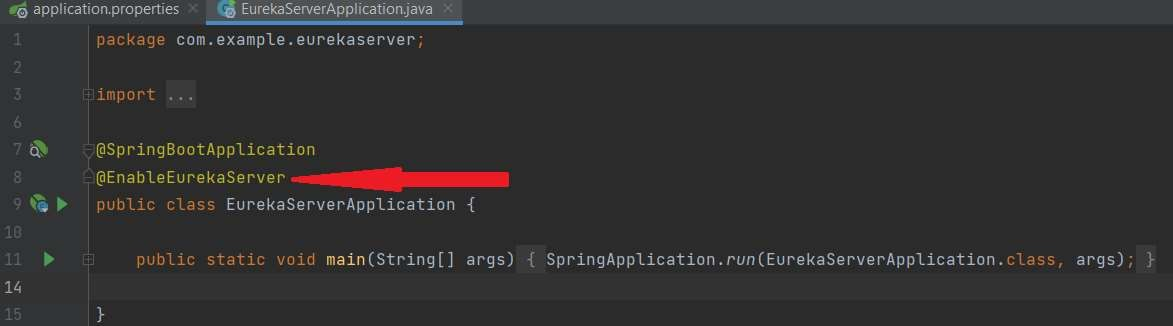 application.properties EurekaServerApplication.java
1 package com.example.eurekaserver;
2
3 import ...
6
7 @SpringBootApplication
8 @EnableEurekaServer
9 public class EurekaServerApplication {
10
11 public static void main(String[] args) { SpringApplication.run(EurekaServerApplication.class, args); }
14
15 }